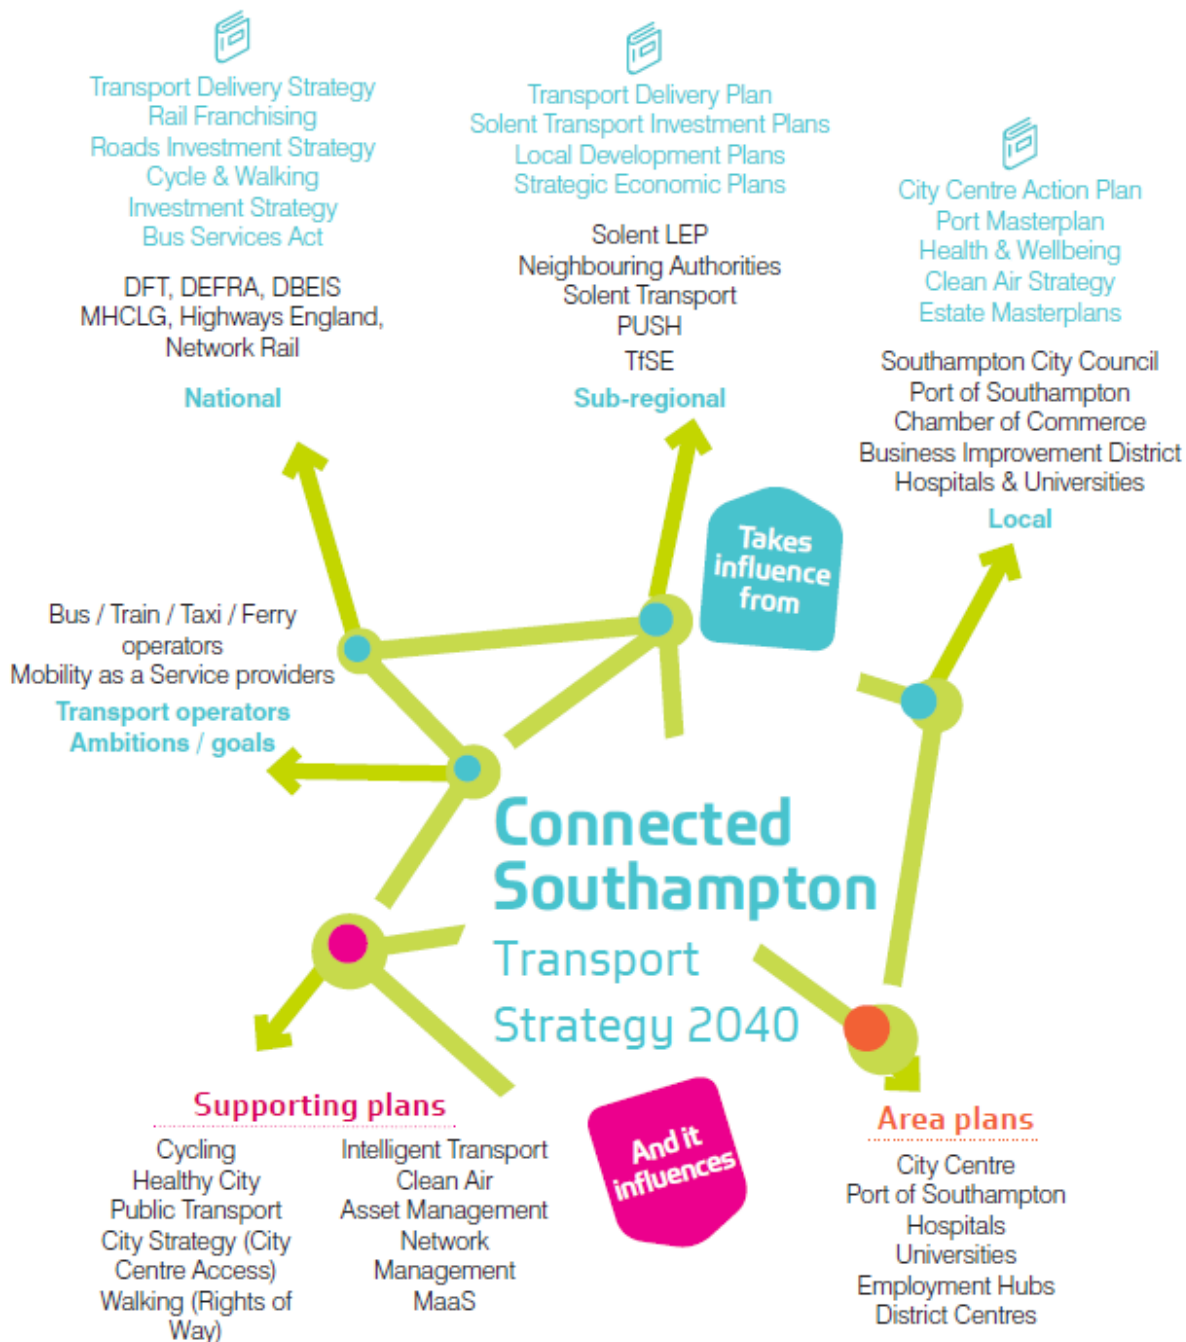 Transport Delivery Strategy
Rail Franchising
Roads Investment Strategy
Cycle & Walking
Investment Strategy
Bus Services Act
DFT, DEFRA, DBEIS
MHCLG, Highways England,
Network Rail
National
Transport Delivery Plan
Solent Transport Investment Plans
Local Development Plans
Strategic Economic Plans
Solent LEP
Neighbouring Authorities
Solent Transport
PUSH
TfSE
Sub-regional
City Centre Action Plan
Port Masterplan
Health & Wellbeing
Clean Air Strategy
Estate Masterplans
Southampton City Council
Port of Southampton
Chamber of Commerce
Business Improvement District
Hospitals & Universities
Local
Takes
influence
from
Bus / Train / Taxi / Ferry
operators
Mobility as a Service providers
Transport operators
Ambitions / goals
Connected
Southampton
Transport
Strategy 2040
Supporting plans
Cycling
Healthy City
Public Transport
City Strategy (City
Centre Access)
Walking (Rights of
Way)
Intelligent Transport
Clean Air
Asset Management
Network
Management
MaaS
And it
influences
Area plans
City Centre
Port of Southampton
Hospitals
Universities
Employment Hubs
District Centres